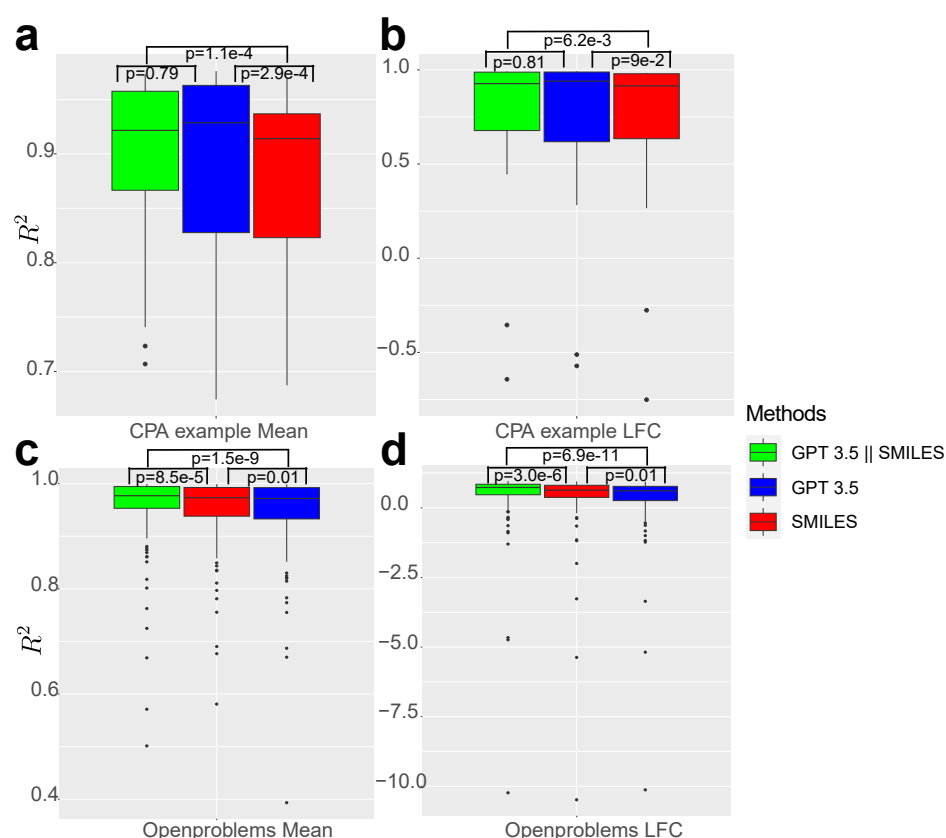 a
p=1.1e-4
p=0.79
p=2.9e-4
0.9
0.8
0.7
R²
CPA example Mean
b
p=6.2e-3
p=0.81
p=9e-2
1.0
0.5
0.0
−0.5
CPA example LFC
c
p=1.5e-9
p=8.5e-5
p=0.01
1.0
0.8
0.6
0.4
R²
Openproblems Mean
d
p=6.9e-11
p=3.0e-6
p=0.01
0.0
−2.5
−5.0
−7.5
−10.0
Openproblems LFC
Methods
GPT 3.5 || SMILES
GPT 3.5
SMILES